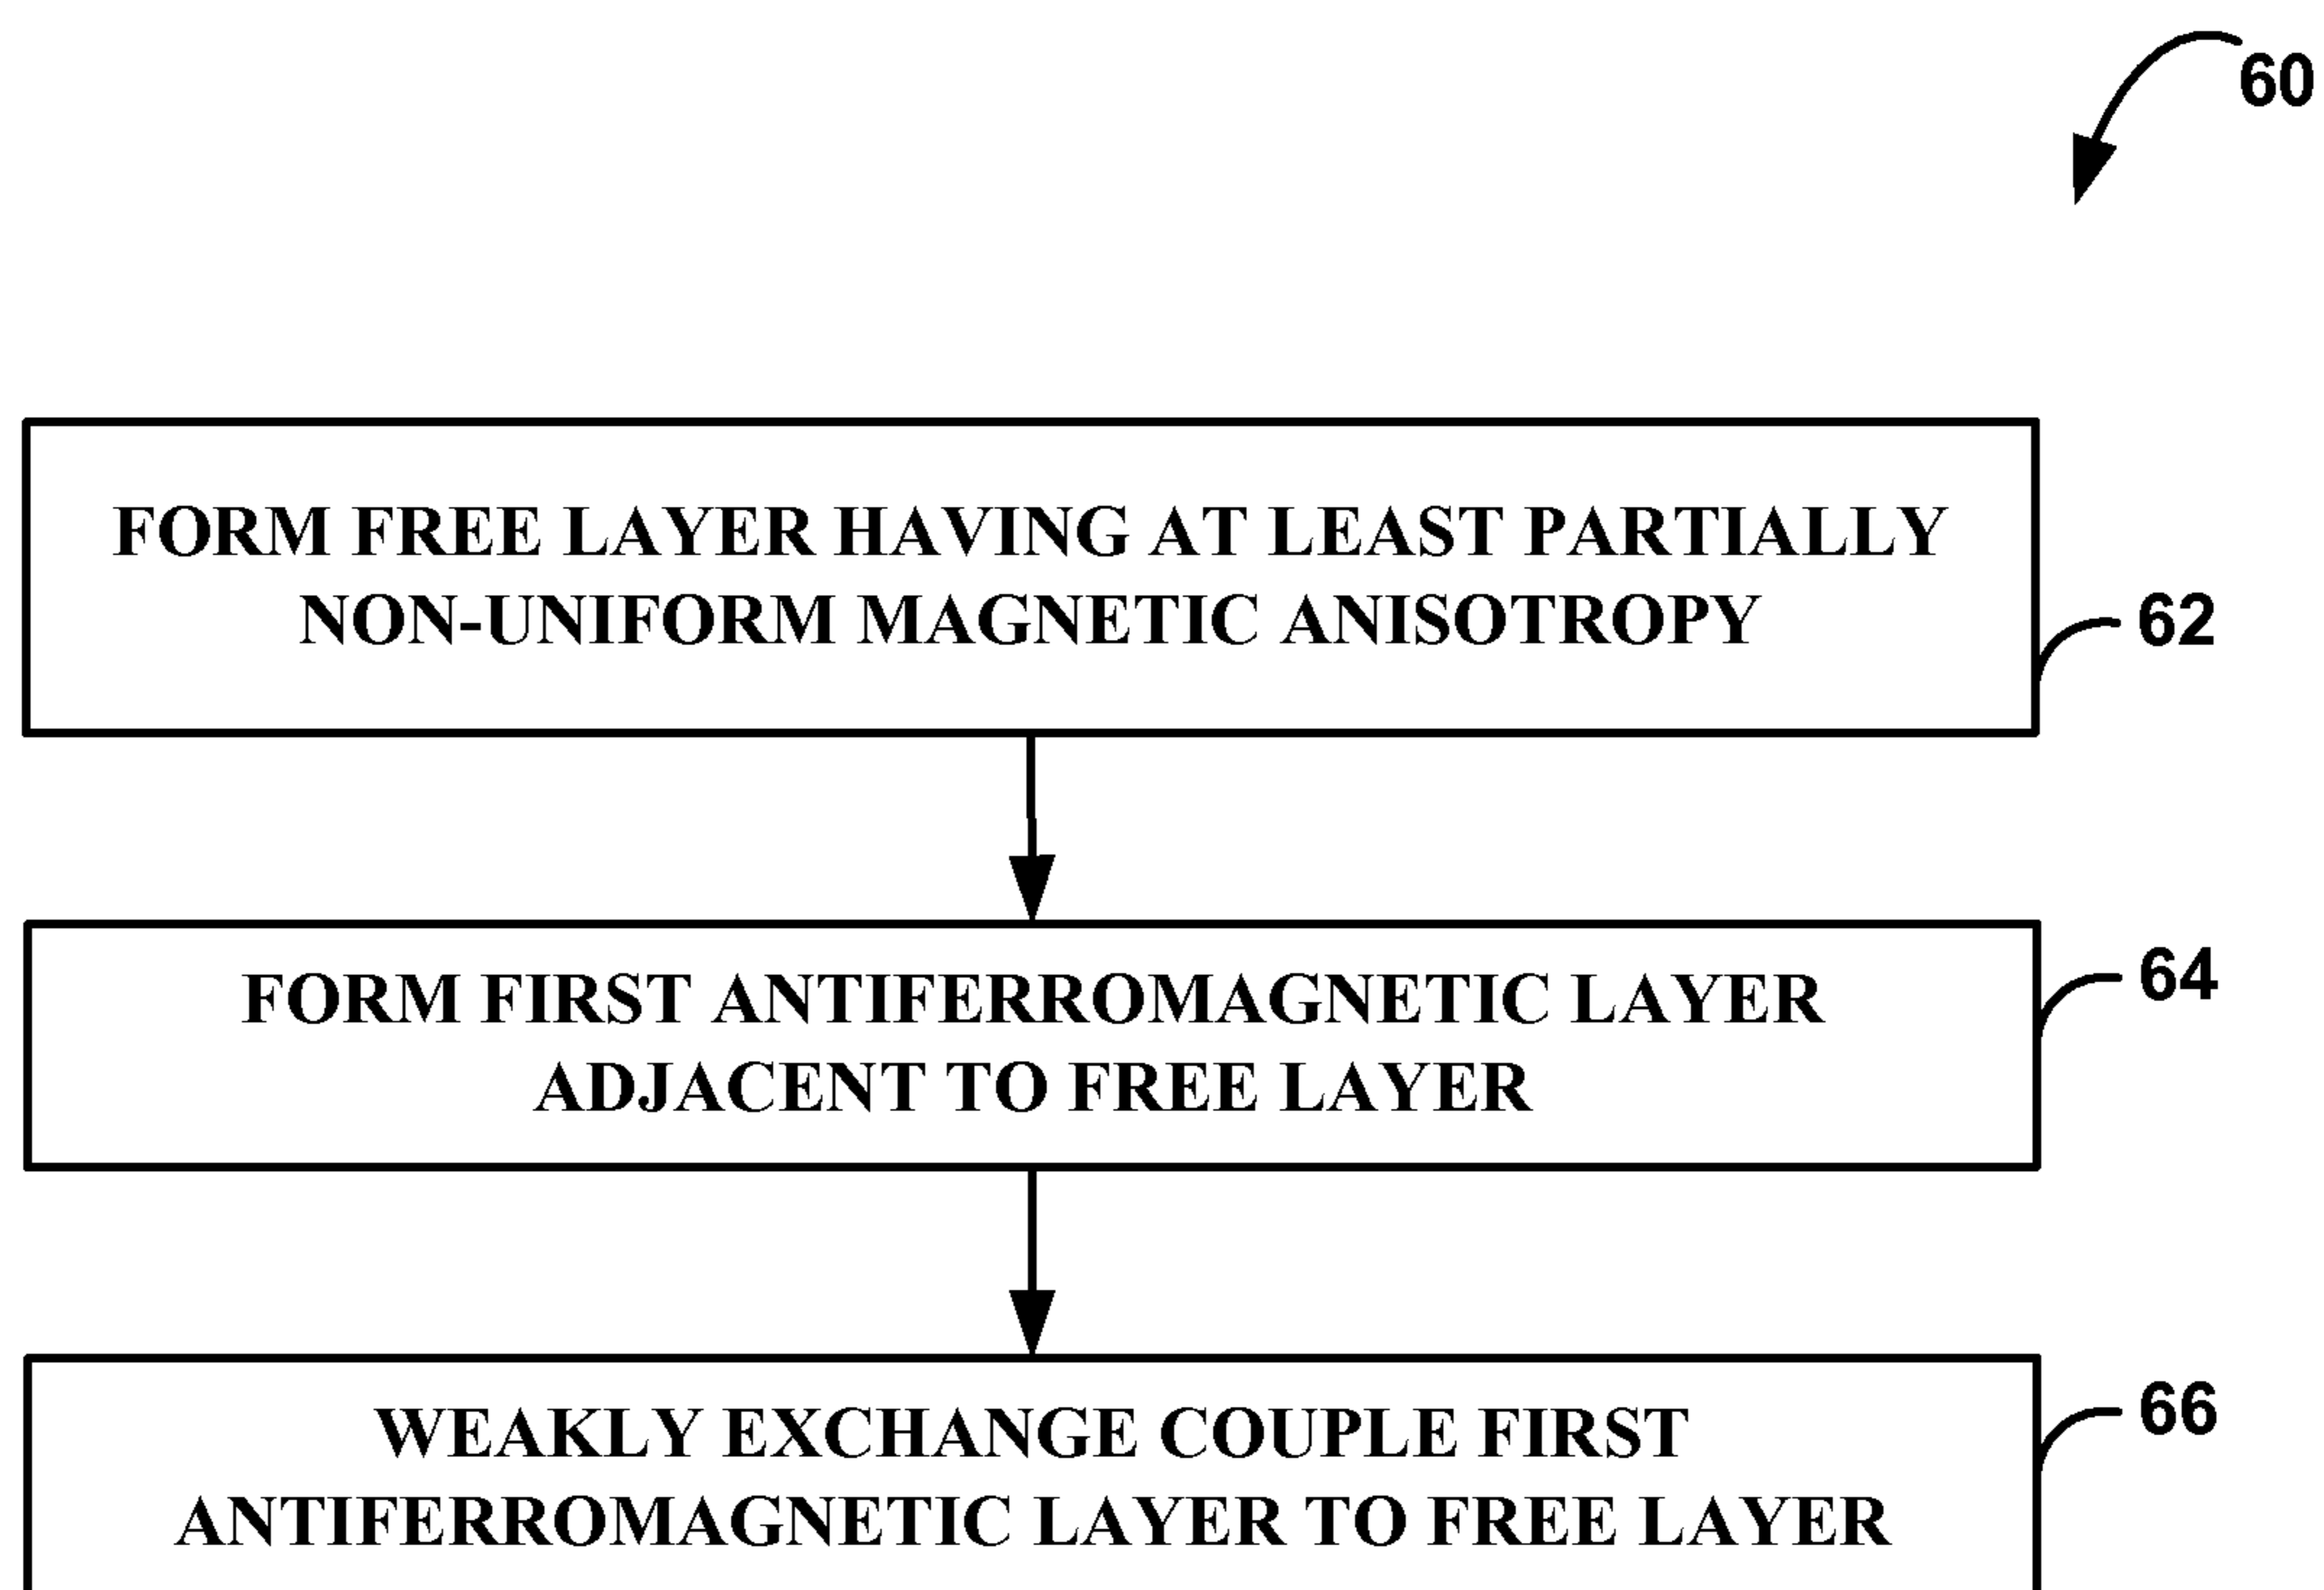 60
FORM FREE LAYER HAVING AT LEAST PARTIALLY
NON-UNIFORM MAGNETIC ANISOTROPY
62
FORM FIRST ANTIFERROMAGNETIC LAYER
ADJACENT TO FREE LAYER
64
WEAKLY EXCHANGE COUPLE FIRST
ANTIFERROMAGNETIC LAYER TO FREE LAYER
66